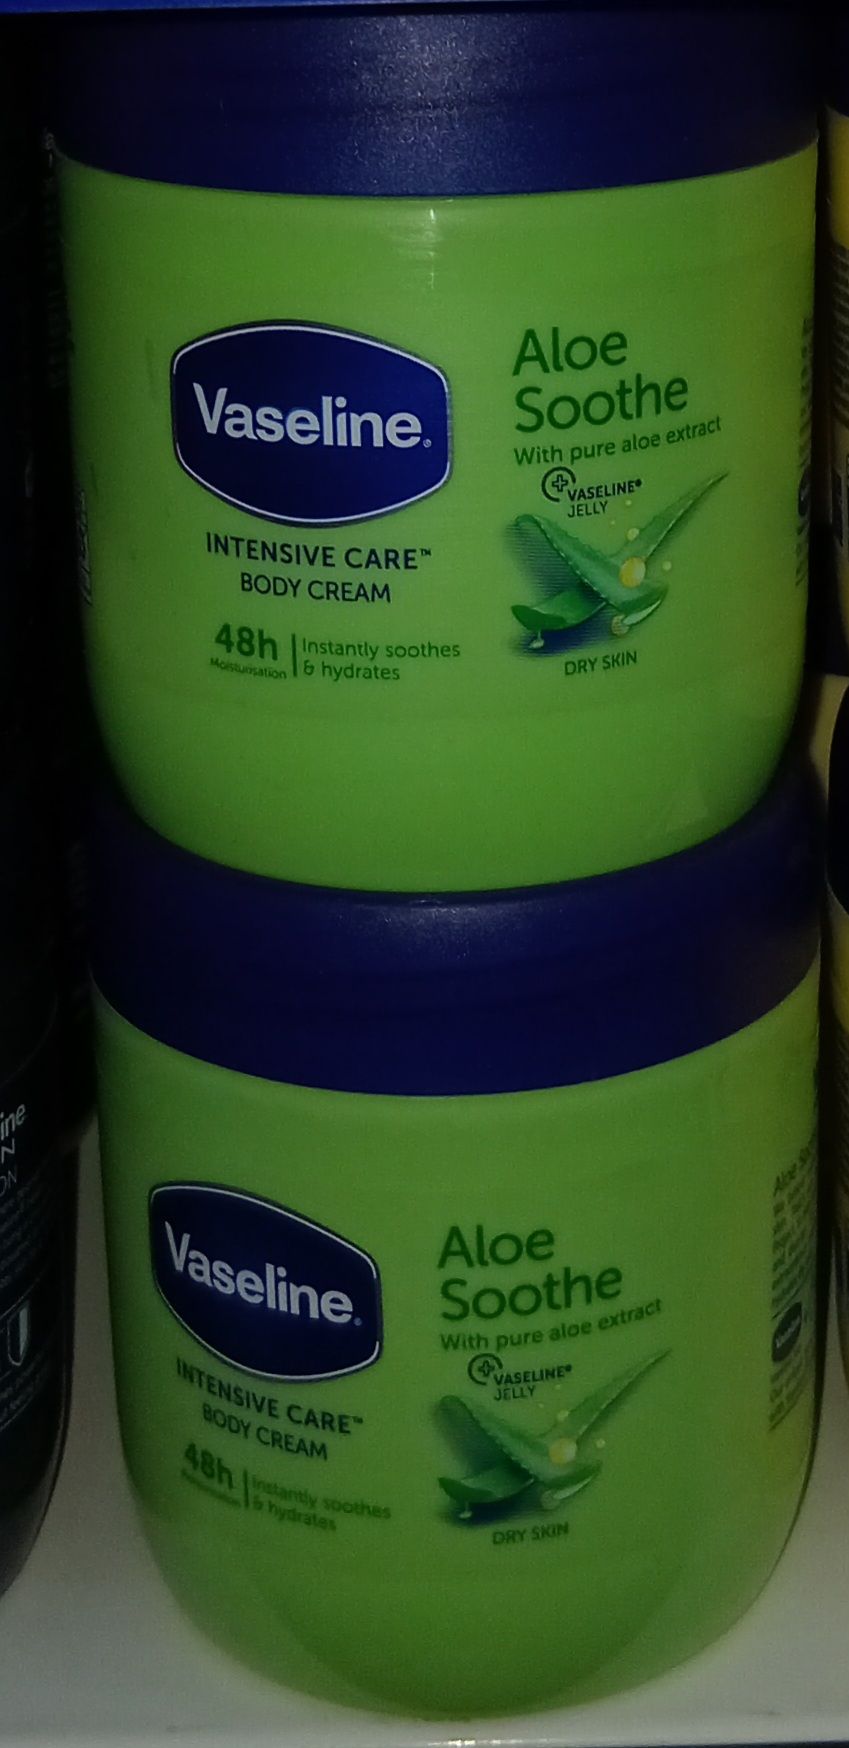 Vaseline®
INTENSIVE CARE™
BODY CREAM
48h
Moisturisation
Instantly soothes
& hydrates
Aloe
Soothe
With pure aloe extract
VASELINE®
JELLY
DRY SKIN
Vaseline®
INTENSIVE CARE™
BODY CREAM
48h
Instantly soothes
& hydrates
Aloe
Soothe
With pure aloe extract
VASELINE®
JELLY
DRY SKIN